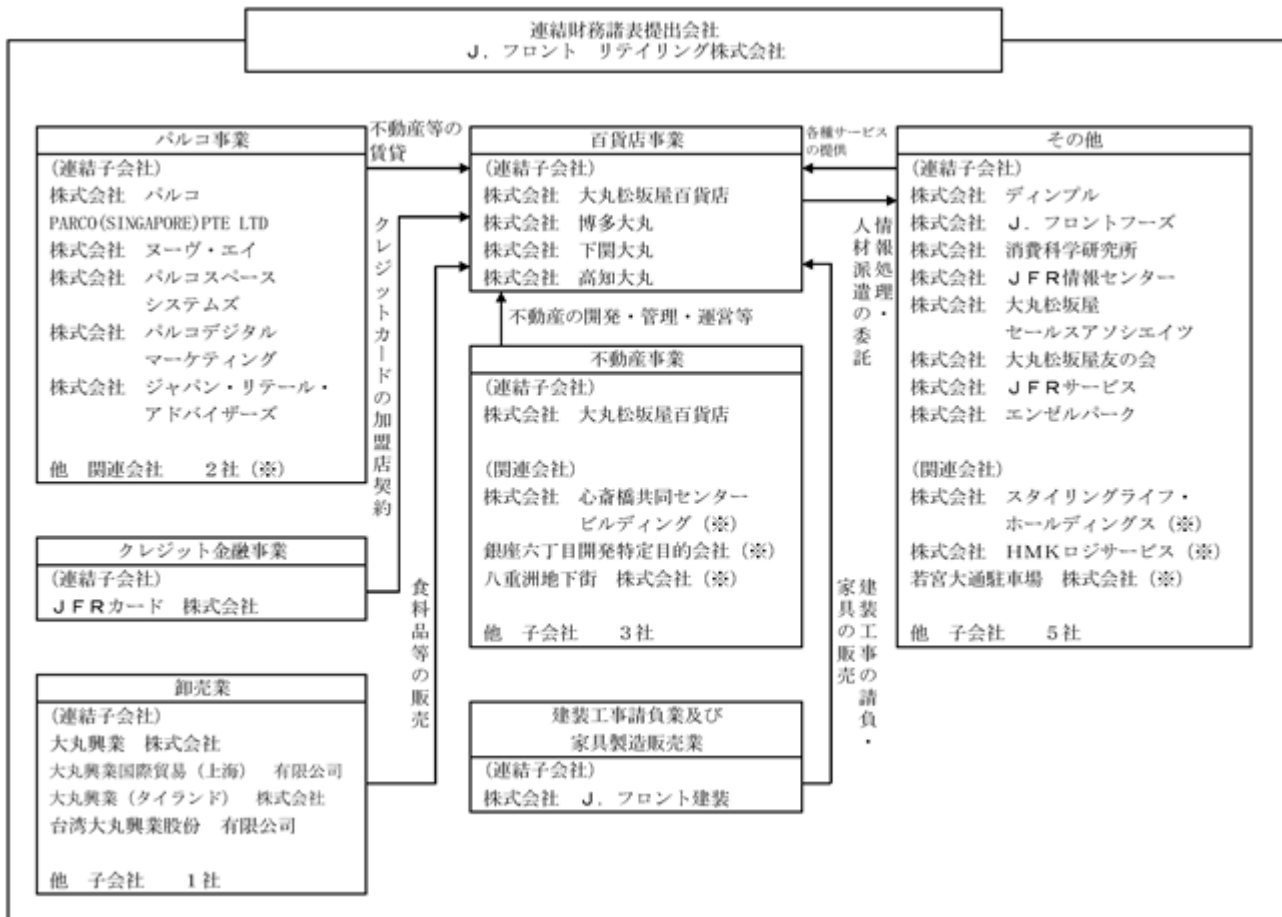 連結財務諸表提出会社
Ｊ．フロント　リテイリング株式会社
パルコ事業
(連結子会社)
株式会社　パルコ
PARCO(SINGAPORE)PTE LTD
株式会社　ヌーヴ・エイ
株式会社　パルコスペース
システムズ
株式会社　パルコデジタル
マーケティング
株式会社　ジャパン・リテール・
アドバイザーズ
他　関連会社　　2社（※）
不動産等の
賃貸
百貨店事業
(連結子会社)
株式会社　大丸松坂屋百貨店
株式会社　博多大丸
株式会社　下関大丸
株式会社　高知大丸
各種サービス
の提供
その他
(連結子会社)
株式会社　ディンプル
株式会社　Ｊ．フロントフーズ
株式会社　消費科学研究所
株式会社　ＪＦＲ情報センター
株式会社　大丸松坂屋
セールスアソシエイツ
株式会社　大丸松坂屋友の会
株式会社　ＪＦＲサービス
株式会社　エンゼルパーク
(関連会社)
株式会社　スタイリングライフ・
ホールディングス（※）
株式会社　HMKロジサービス（※）
若宮大通駐車場　株式会社（※）
他　子会社　　5社
情報処理・
人材派遣の委託
クレジットカードの加盟店契約
不動産の開発・管理・運営等
不動産事業
(連結子会社)
株式会社　大丸松坂屋百貨店
(関連会社)
株式会社　心斎橋共同センター
ビルディング（※）
銀座六丁目開発特定目的会社（※）
八重洲地下街　株式会社（※）
他　子会社　　3社
クレジット金融事業
(連結子会社)
ＪＦＲカード　株式会社
食料品等の販売
建装工事の請負・
家具の販売
卸売業
(連結子会社)
大丸興業　株式会社
大丸興業国際貿易（上海）　有限公司
大丸興業（タイランド）　株式会社
台湾大丸興業股份　有限公司
他　子会社　　1社
建装工事請負業及び
家具製造販売業
(連結子会社)
株式会社　Ｊ．フロント建装